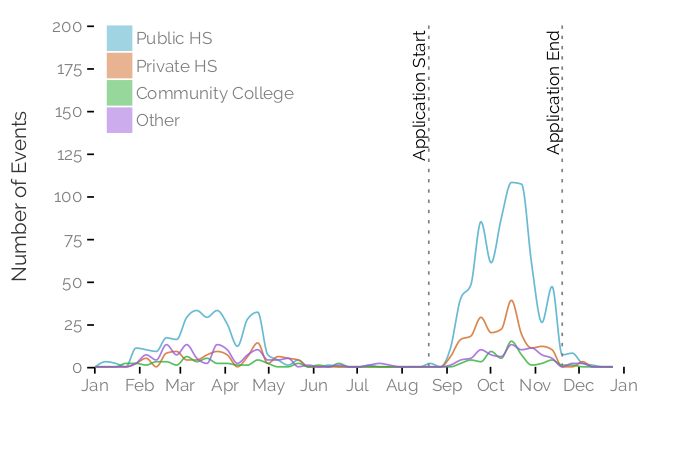 200
175
150
125
100
75
50
25
0
Number of Events
Public HS
Private HS
Community College
Other
Application Start
Application End
Jan Feb Mar Apr May Jun Jul Aug Sep Oct Nov Dec Jan